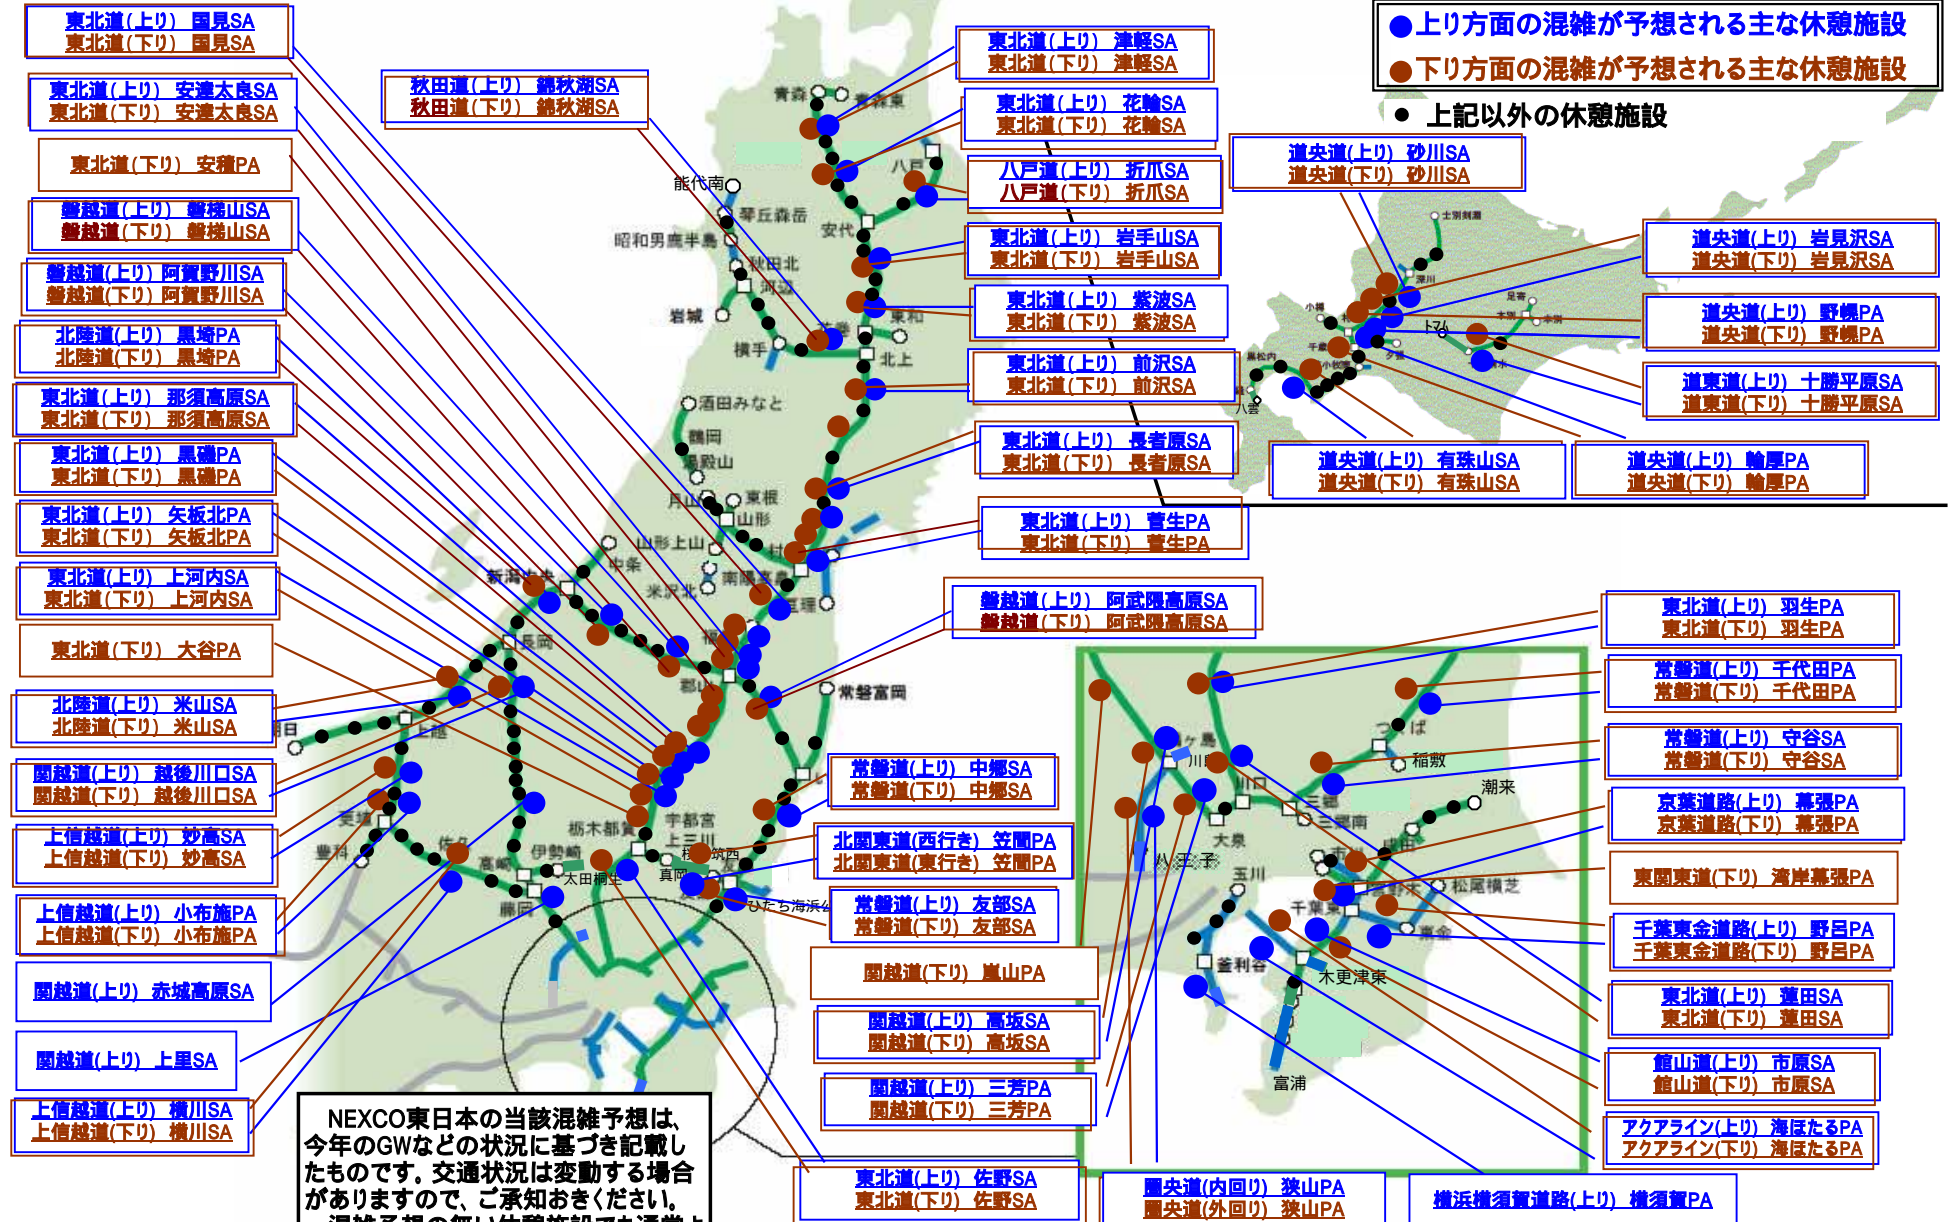 東北道(上り) 国見SA
東北道(下り) 国見SA
東北道(上り) 安達太良SA
東北道(下り) 安達太良SA
東北道(下り) 安積PA
磐越道(上り) 磐梯山SA
磐越道(下り) 磐梯山SA
磐越道(上り) 阿賀野川SA
磐越道(下り) 阿賀野川SA
北陸道(上り) 黒埼PA
北陸道(下り) 黒埼PA
東北道(上り) 那須高原SA
東北道(下り) 那須高原SA
東北道(上り) 黒磯PA
東北道(下り) 黒磯PA
東北道(上り) 矢板北PA
東北道(下り) 矢板北PA
東北道(上り) 上河内SA
東北道(下り) 上河内SA
東北道(下り) 大谷PA
北陸道(上り) 米山SA
北陸道(下り) 米山SA
関越道(上り) 越後川口SA
関越道(下り) 越後川口SA
上信越道(上り) 妙高SA
上信越道(下り) 妙高SA
上信越道(上り) 小布施PA
上信越道(下り) 小布施PA
関越道(上り) 赤城高原SA
関越道(上り) 上里SA
上信越道(上り) 横川SA
上信越道(下り) 横川SA
秋田道(上り) 錦秋湖SA
秋田道(下り) 錦秋湖SA
東北道(上り) 津軽SA
東北道(下り) 津軽SA
東北道(上り) 花輪SA
東北道(下り) 花輪SA
八戸道(上り) 折爪SA
八戸道(下り) 折爪SA
東北道(上り) 岩手山SA
東北道(下り) 岩手山SA
東北道(上り) 紫波SA
東北道(下り) 紫波SA
東北道(上り) 前沢SA
東北道(下り) 前沢SA
東北道(上り) 長者原SA
東北道(下り) 長者原SA
東北道(上り) 菅生PA
東北道(下り) 菅生PA
磐越道(上り) 阿武隈高原SA
磐越道(下り) 阿武隈高原SA
常磐道(上り) 中郷SA
常磐道(下り) 中郷SA
北関東道(西行き) 笠間PA
北関東道(東行き) 笠間PA
常磐道(上り) 友部SA
常磐道(下り) 友部SA
関越道(下り) 嵐山PA
関越道(上り) 高坂SA
関越道(下り) 高坂SA
関越道(上り) 三芳PA
関越道(下り) 三芳PA
東北道(上り) 佐野SA
東北道(下り) 佐野SA
圏央道(内回り) 狭山PA
圏央道(外回り) 狭山PA
横浜横須賀道路(上り) 横須賀PA
●上り方面の混雑が予想される主な休憩施設
●下り方面の混雑が予想される主な休憩施設
● 上記以外の休憩施設
道央道(上り) 砂川SA
道央道(下り) 砂川SA
道央道(上り) 岩見沢SA
道央道(下り) 岩見沢SA
道央道(上り) 野幌PA
道央道(下り) 野幌PA
道東道(上り) 十勝平原SA
道東道(下り) 十勝平原SA
道央道(上り) 有珠山SA
道央道(下り) 有珠山SA
道央道(上り) 輪厚PA
道央道(下り) 輪厚PA
東北道(上り) 羽生PA
東北道(下り) 羽生PA
常磐道(上り) 千代田PA
常磐道(下り) 千代田PA
常磐道(上り) 守谷SA
常磐道(下り) 守谷SA
京葉道路(上り) 幕張PA
京葉道路(下り) 幕張PA
東関東道(下り) 湾岸幕張PA
千葉東金道路(上り) 野呂PA
千葉東金道路(下り) 野呂PA
東北道(上り) 蓮田SA
東北道(下り) 蓮田SA
館山道(上り) 市原SA
館山道(下り) 市原SA
アクアライン(上り) 海ほたるPA
アクアライン(下り) 海ほたるPA
青森
青森東
八戸
能代南
琴丘森岳
昭和男鹿半島
秋田北
河辺
岩城
安代
東和
横手
北上
酒田みなと
鶴岡
湯殿山
月山
東根
山形
山形上山
中条
米沢北
南陽高畠
亘理
新潟中央
長岡
郡山
常磐富岡
上越
更埴
豊科
佐久
高崎
藤岡
伊勢崎
太田桐生
栃木都賀
宇都宮
上三川
真岡
ひたち海浜公
士別剣淵
深川
小樽
足寄
本別
トマム
夕張
黒松内
八雲
つくば
稲敷
潮来
川口
三郷
三郷南
大泉
八王子
玉川
成田
松尾横芝
千葉東
東金
釜利谷
木更津東
富浦
NEXCO東日本の当該混雑予想は、
今年のGWなどの状況に基づき記載し
たものです。交通状況は変動する場合
がありますので、ご承知おきください。
混雑予想の無い休憩施設でも通常よ